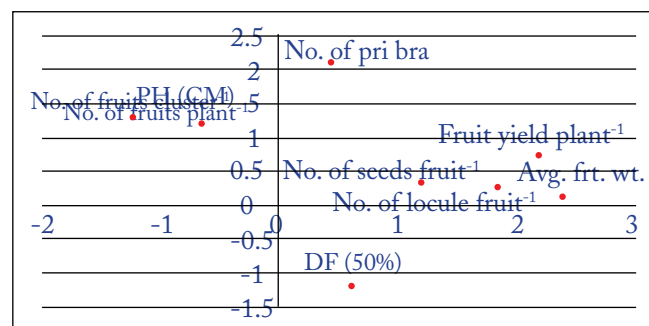 2.5
No. of pri bra
2
PH (CM)
1.5
No. of fruits cluster⁻¹
No. of fruits plant⁻¹
1
Fruit yield plant⁻¹
0.5
No. of seeds fruit⁻¹
Avg. frt. wt.
No. of locule fruit⁻¹
0
-2 -1 0 1 2 3
-0.5
DF (50%)
-1
-1.5